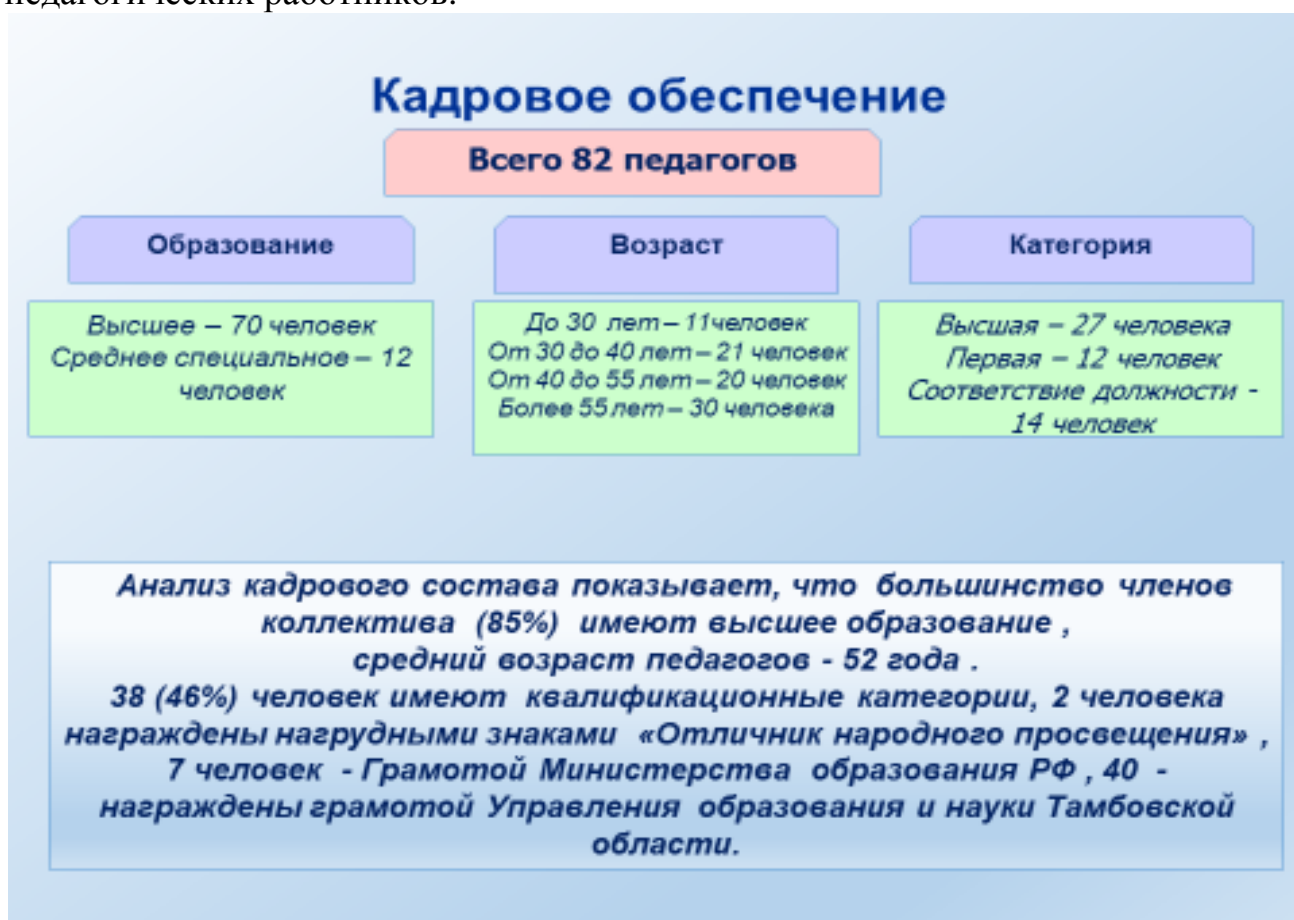 педагогических работников.
Кадровое обеспечение
Всего 82 педагогов
Образование
Высшее – 70 человек
Среднее специальное – 12
человек
Возраст
До 30 лет – 11человек
От 30 до 40 лет – 21 человек
От 40 до 55 лет – 20 человек
Более 55 лет – 30 человека
Категория
Высшая – 27 человека
Первая – 12 человек
Соответствие должности -
14 человек
Анализ кадрового состава показывает, что большинство членов
коллектива (85%) имеют высшее образование ,
средний возраст педагогов - 52 года .
38 (46%) человек имеют квалификационные категории, 2 человека
награждены нагрудными знаками «Отличник народного просвещения» ,
7 человек - Грамотой Министерства образования РФ , 40 -
награждены грамотой Управления образования и науки Тамбовской
области.